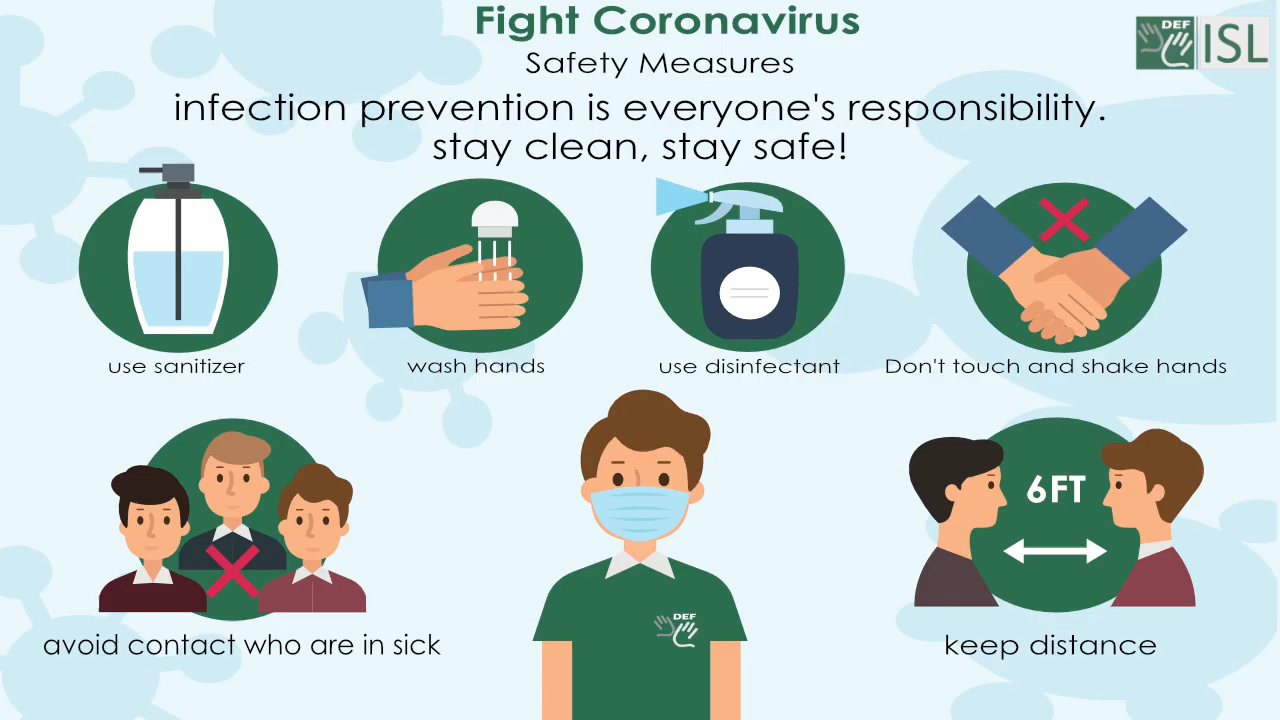 Fight Coronavirus
DEF
ISL
Safety Measures
infection prevention is everyone's responsibility.
stay clean, stay safe!
use sanitizer
wash hands
use disinfectant
Don't touch and shake hands
6FT
DEF
avoid contact who are in sick
keep distance